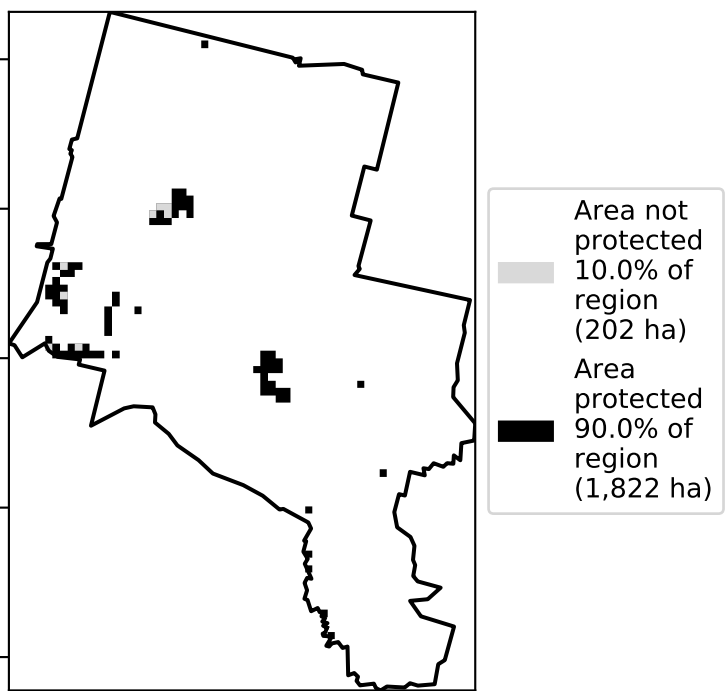 Area not
protected
10.0% of
region
(202 ha)
Area
protected
90.0% of
region
(1,822 ha)